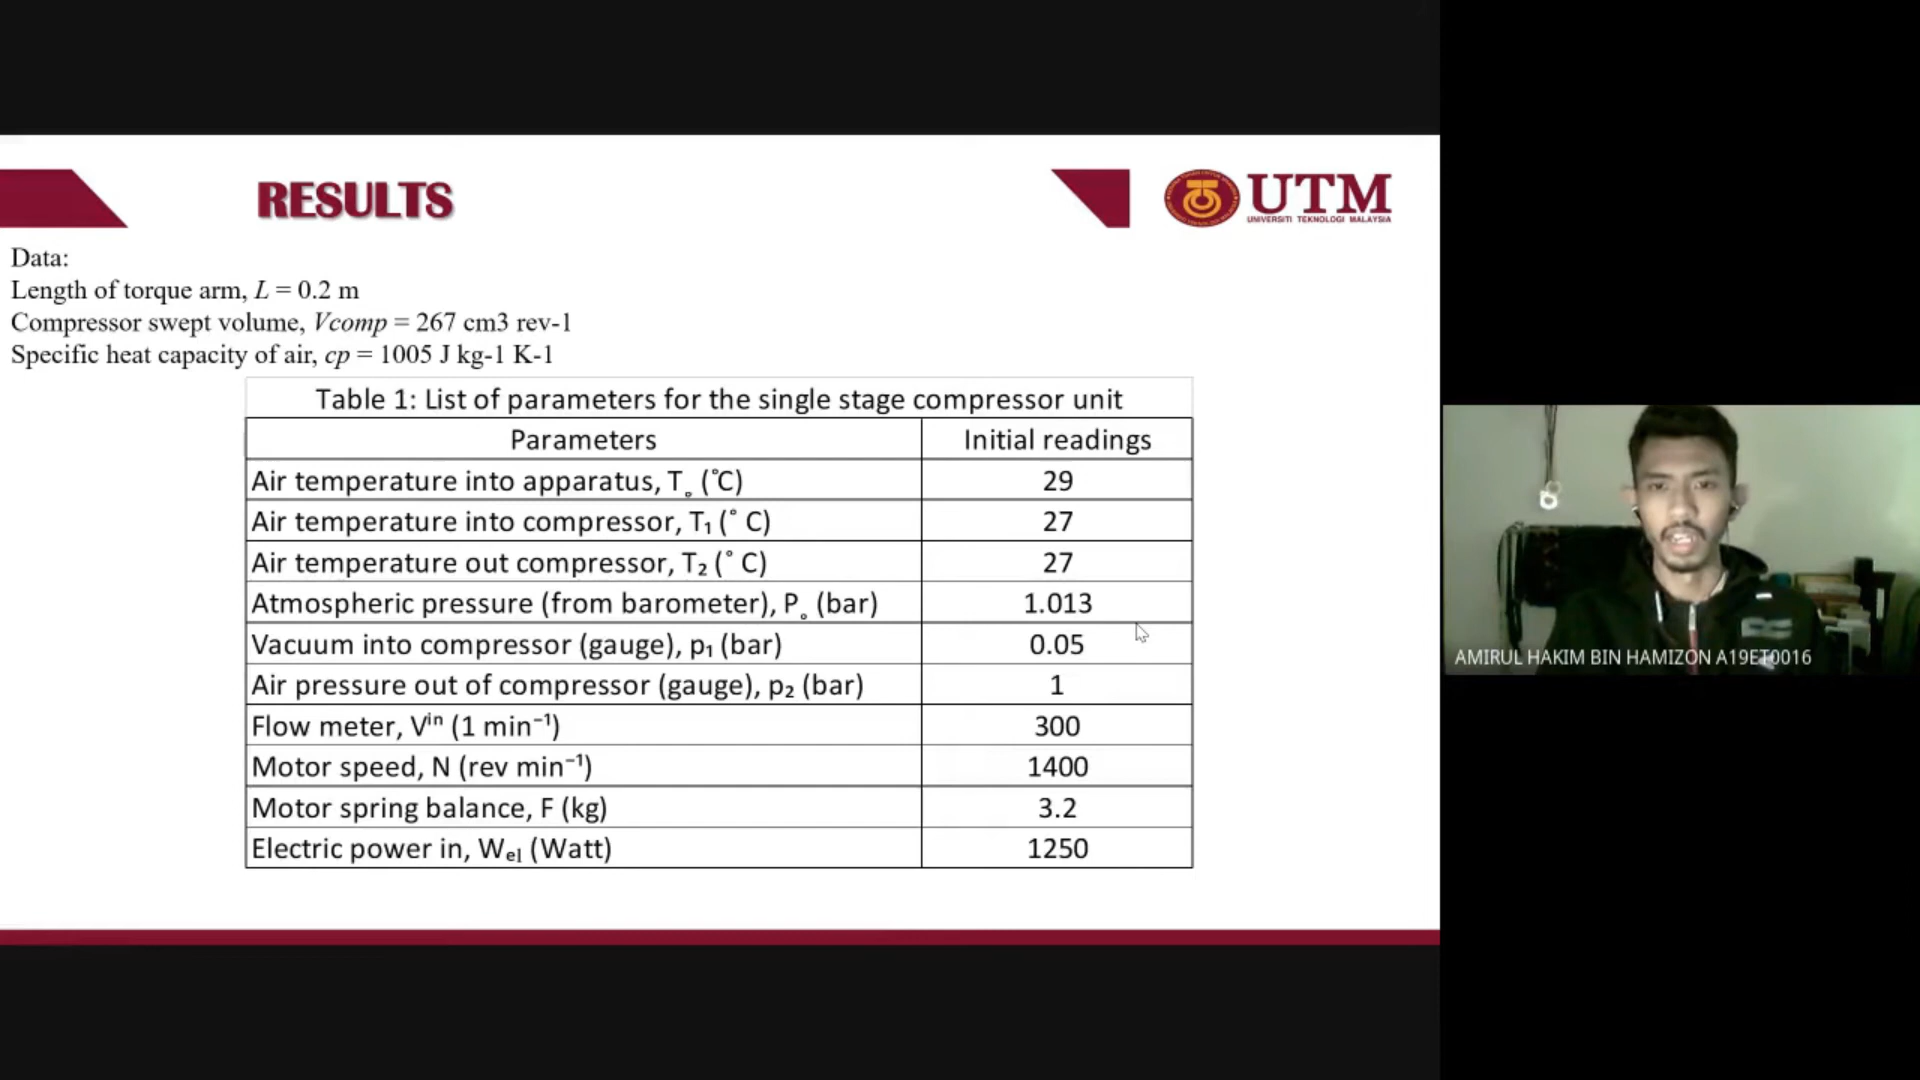 RESULTS
UTM
UNIVERSITI TEKNOLOGI MALAYSIA
Data:
Length of torque arm, L = 0.2 m
Compressor swept volume, Vcomp = 267 cm3 rev-1
Specific heat capacity of air, cp = 1005 J kg-1 K-1
Table 1: List of parameters for the single stage compressor unit
Parameters Initial readings
Air temperature into apparatus, T˳ (˚C) 29
Air temperature into compressor, T₁ (˚ C) 27
Air temperature out compressor, T₂ (˚ C) 27
Atmospheric pressure (from barometer), P˳ (bar) 1.013
Vacuum into compressor (gauge), p₁ (bar) 0.05
Air pressure out of compressor (gauge), p₂ (bar) 1
Flow meter, Vⁱⁿ (1 min⁻¹) 300
Motor speed, N (rev min⁻¹) 1400
Motor spring balance, F (kg) 3.2
Electric power in, Wₑₗ (Watt) 1250
AMIRUL HAKIM BIN HAMIZON A19ET0016